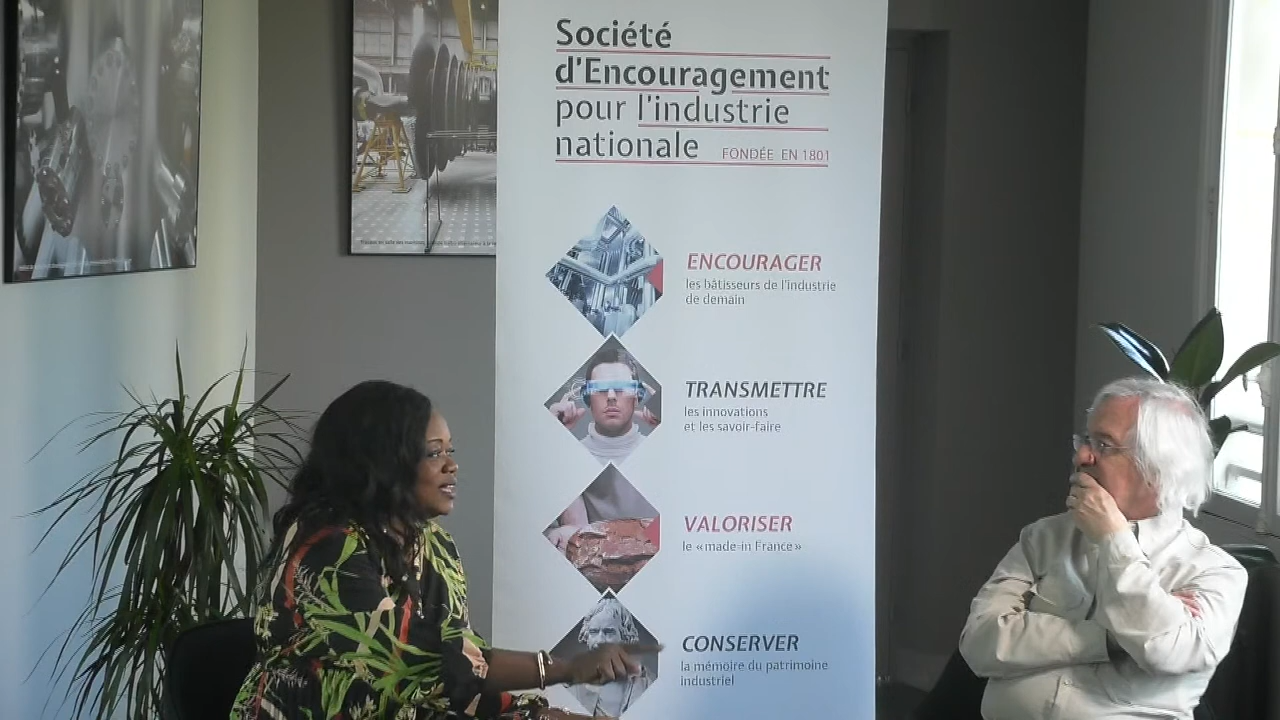 Société
d'Encouragement
pour l'industrie
nationale FONDÉE EN 1801
ENCOURAGER
les bâtisseurs de l'industrie
de demain
TRANSMETTRE
les innovations
et les savoir-faire
VALORISER
le «made-in France»
CONSERVER
la mémoire du patrimoine
industriel